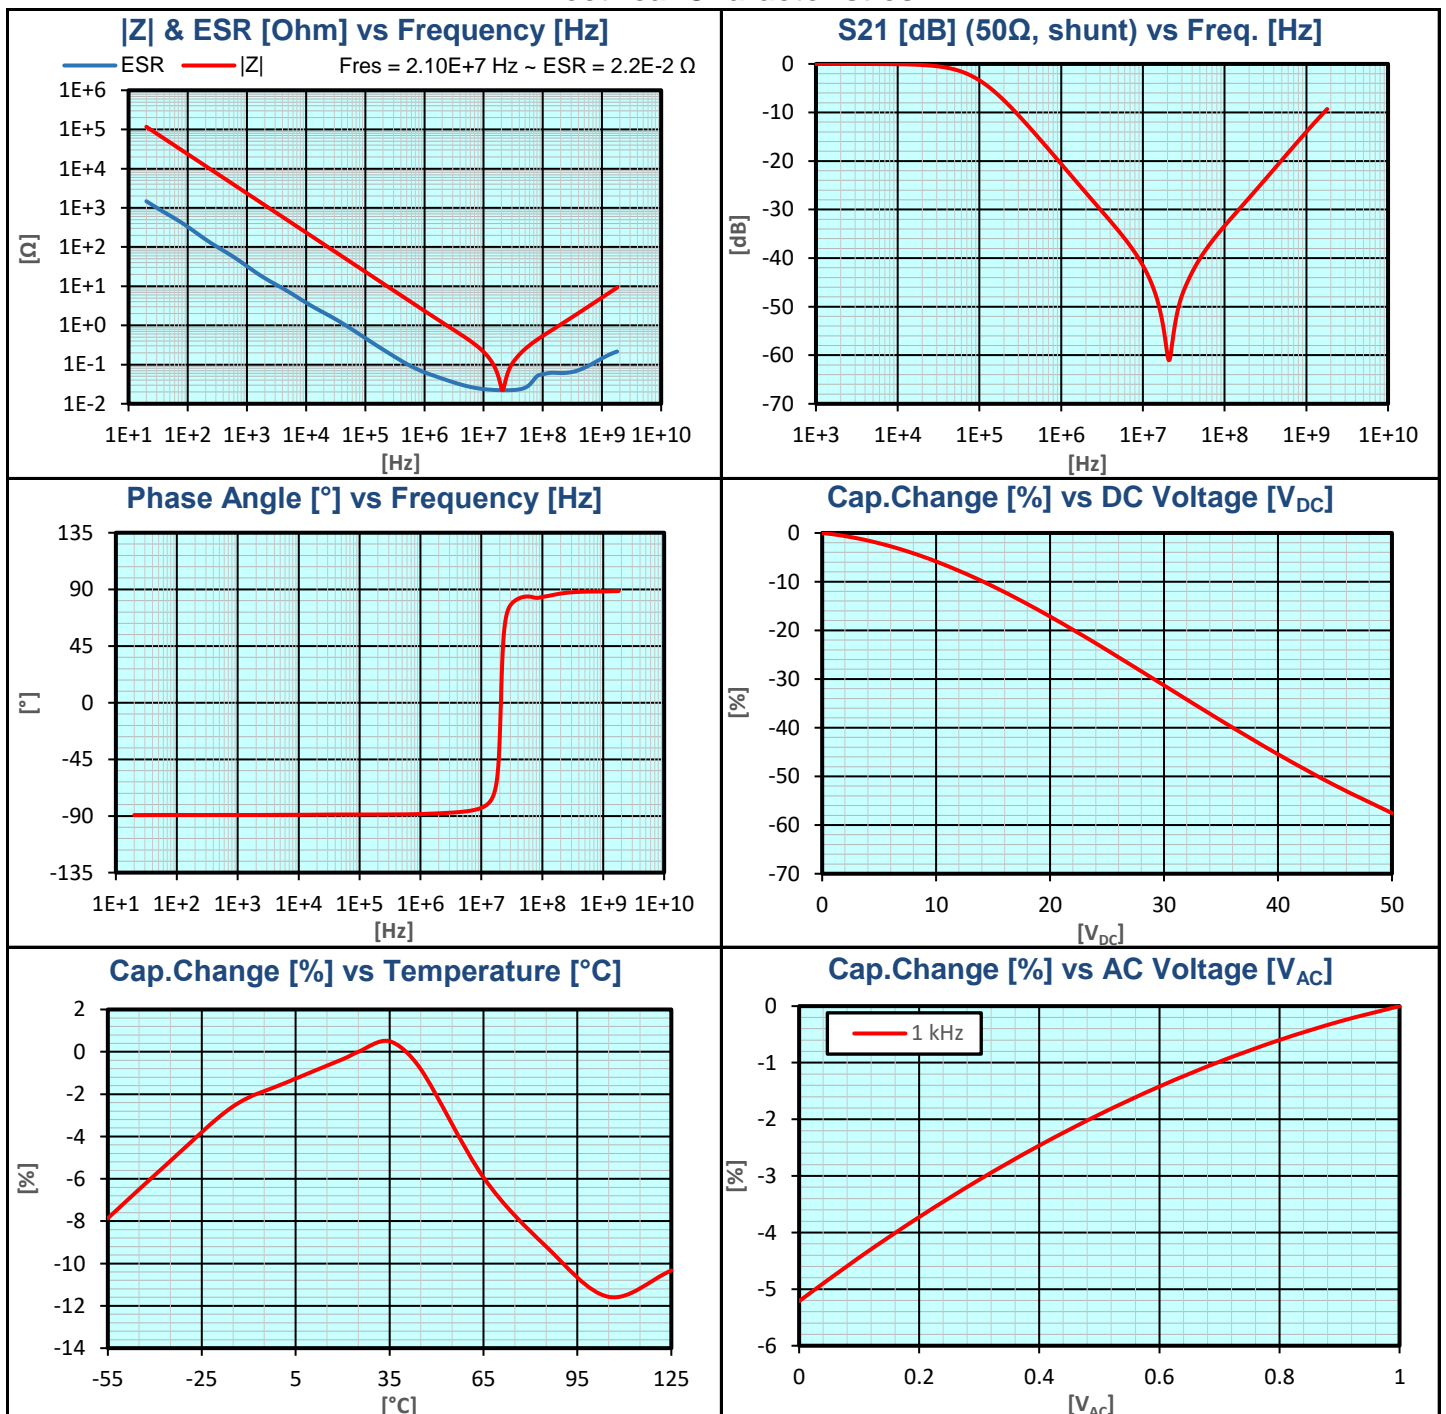 |Z| & ESR [Ohm] vs Frequency [Hz]
ESR |Z| Fres = 2.10E+7 Hz ~ ESR = 2.2E-2 Ω
1E+6
1E+5
1E+4
1E+3
1E+2
1E+1
1E+0
1E-1
1E-2
[Ω]
1E+1 1E+2 1E+3 1E+4 1E+5 1E+6 1E+7 1E+8 1E+9 1E+10
[Hz]
S21 [dB] (50Ω, shunt) vs Freq. [Hz]
0
-10
-20
-30
-40
-50
-60
-70
[dB]
1E+3 1E+4 1E+5 1E+6 1E+7 1E+8 1E+9 1E+10
[Hz]
Phase Angle [°] vs Frequency [Hz]
135
90
45
0
-45
-90
-135
[°]
1E+1 1E+2 1E+3 1E+4 1E+5 1E+6 1E+7 1E+8 1E+9 1E+10
[Hz]
Cap.Change [%] vs DC Voltage [VDC]
0
-10
-20
-30
-40
-50
-60
-70
[%]
0 10 20 30 40 50
[VDC]
Cap.Change [%] vs Temperature [°C]
2
0
-2
-4
-6
-8
-10
-12
-14
[%]
-55 -25 5 35 65 95 125
[°C]
Cap.Change [%] vs AC Voltage [VAC]
1 kHz
0
-1
-2
-3
-4
-5
-6
[%]
0 0.2 0.4 0.6 0.8 1
[VAC]